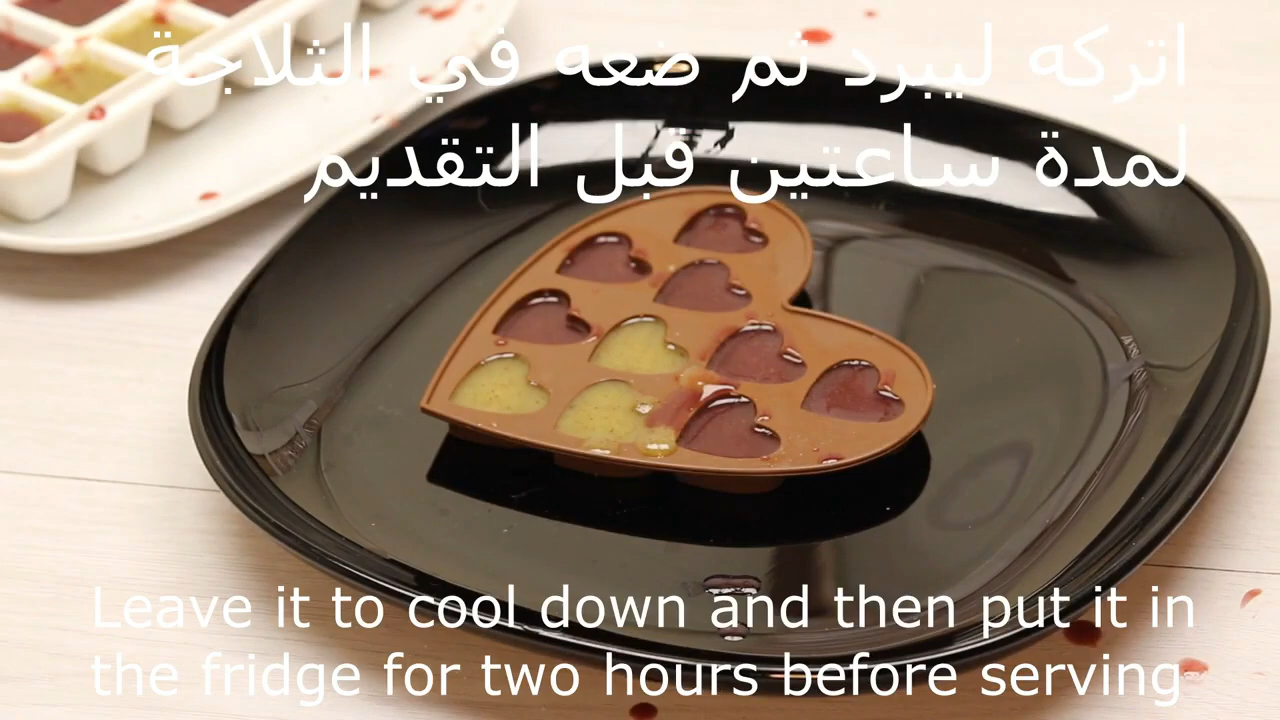 اتركه ليبرد ثم ضعه في الثلاجة
لمدة ساعتين قبل التقديم
Leave it to cool down and then put it in
the fridge for two hours before serving